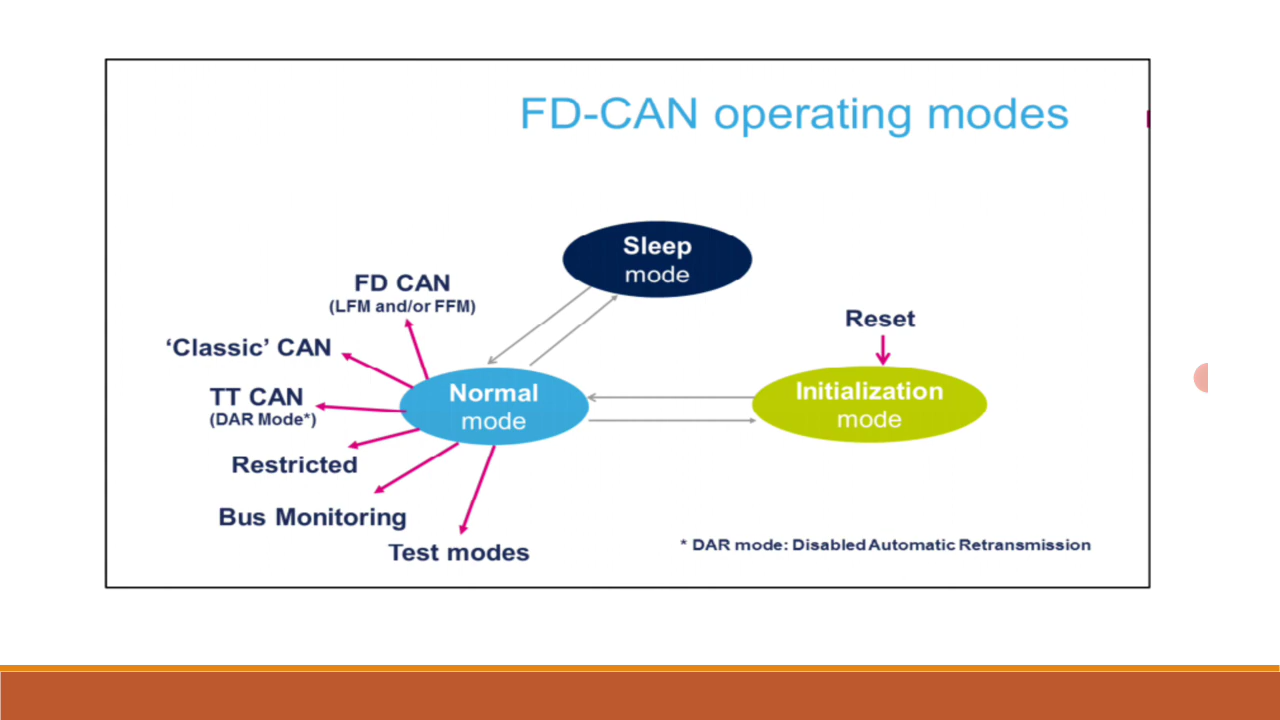 FD-CAN operating modes
Sleep
mode
FD CAN
(LFM and/or FFM)
Reset
‘Classic’ CAN
TT CAN
(DAR Mode*)
Normal
mode
Initialization
mode
Restricted
Bus Monitoring
Test modes
* DAR mode: Disabled Automatic Retransmission